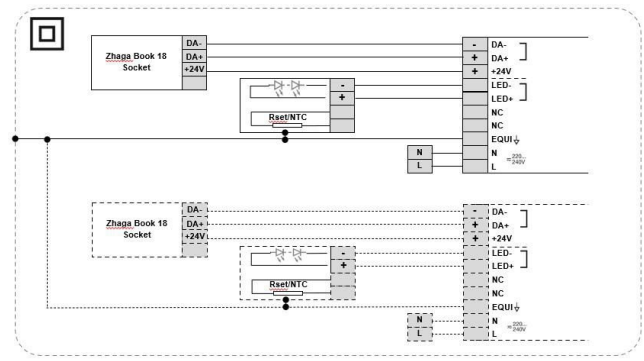 Zhaga Book 18
Socket
DA-
DA+
+24V
-
+
Rset/NTC
N
L
-
+
+
DA-
DA+
+24V
LED-
LED+
NC
NC
EQUI
N
L
≂220...
240V
Zhaga Book 18
Socket
DA-
DA+
+24V
-
+
Rset/NTC
N
L
-
+
+
DA-
DA+
+24V
LED-
LED+
NC
NC
EQUI
N
L
≂220...
240V